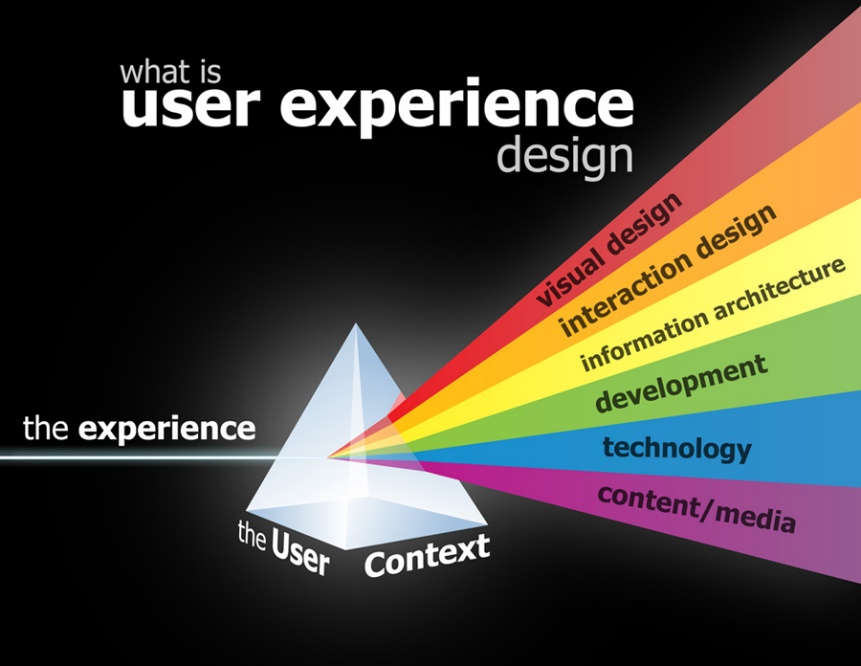 what is
user experience
design
visual design
interaction design
information architecture
development
technology
content/media
the experience
the User
Context